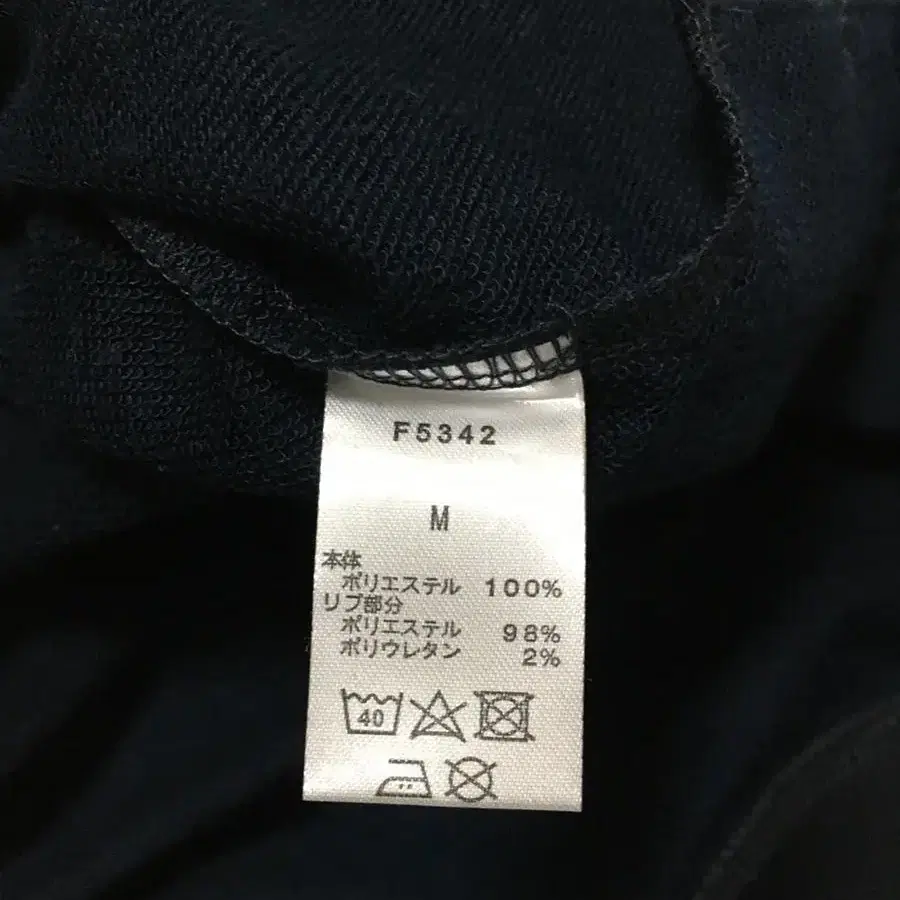 F5342
M
本体
ポリエステル 100%
リブ部分
ポリエステル 98%
ポリウレタン 2%
40